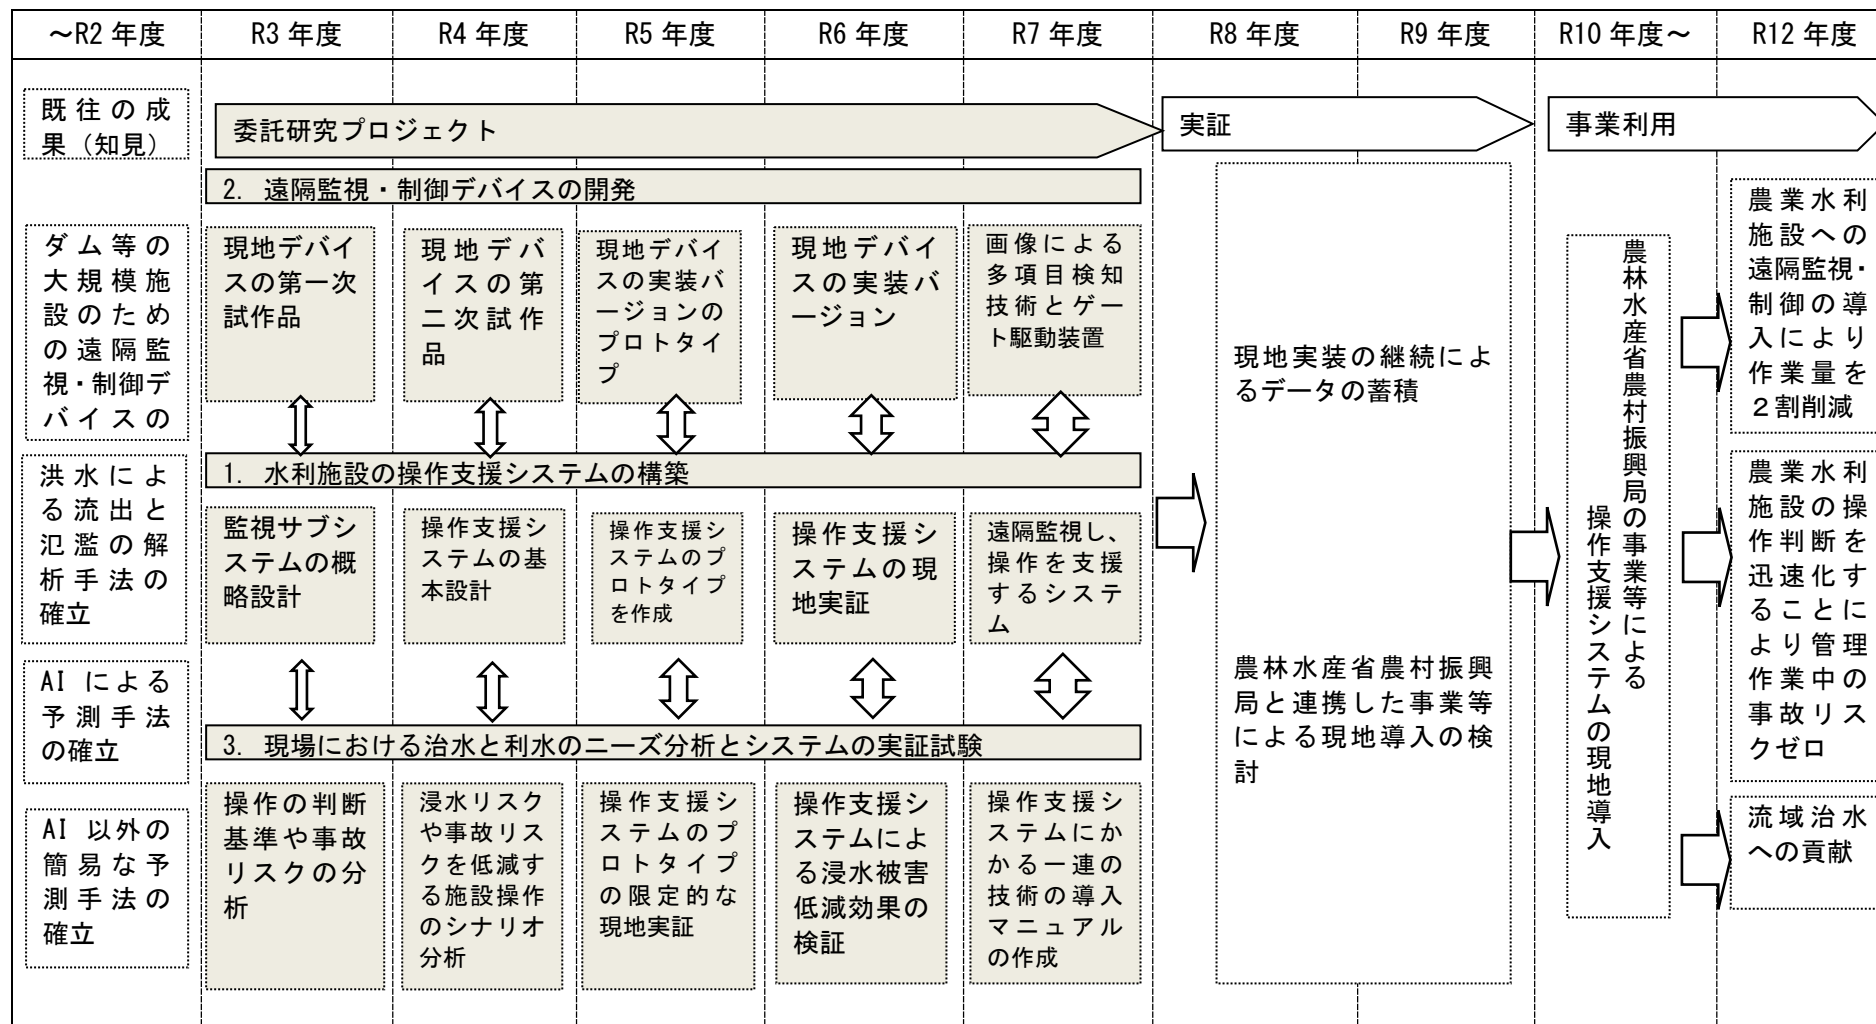 ～R2 年度
R3 年度
R4 年度
R5 年度
R6 年度
R7 年度
R8 年度
R9 年度
R10 年度～
R12 年度
既往の成
果（知見）
委託研究プロジェクト
実証
事業利用
2. 遠隔監視・制御デバイスの開発
ダム等の
大規模施
設のため
の遠隔監
視・制御デ
バイスの
現地デバイ
スの第一次
試作品
現地デバ
イスの第
二次試作
品
現地デバイ
スの実装バ
ージョンの
プロトタイ
プ
現地デバイ
スの実装バ
ージョン
画像による
多項目検知
技術とゲー
ト駆動装置
1. 水利施設の操作支援システムの構築
洪水によ
る流出と
氾濫の解
析手法の
確立
監視サブシ
ステムの概
略設計
操作支援シ
ステムの基
本設計
操作支援シ
ステムのプ
ロトタイプ
を作成
操作支援シ
ステムの現
地実証
遠隔監視し、
操作を支援
するシステ
ム
AI による
予測手法
の確立
3. 現場における治水と利水のニーズ分析とシステムの実証試験
AI 以外の
簡易な予
測手法の
確立
操作の判断
基準や事故
リスクの分
析
浸水リスク
や事故リス
クを低減す
る施設操作
のシナリオ
分析
操作支援シ
ステムのプ
ロトタイプ
の限定的な
現地実証
操作支援シ
ステムによ
る浸水被害
低減効果の
検証
操作支援シ
ステムにか
かる一連の
技術の導入
マニュアル
の作成
現地実装の継続によ
るデータの蓄積
農林水産省農村振興
局と連携した事業等
による現地導入の検
討
農林水産省農村振興局の事業等による
操作支援システムの現地導入
農業水利
施設への
遠隔監視・
制御の導
入により
作業量を
２割削減
農業水利
施設の操
作判断を
迅速化す
ることに
より管理
作業中の
事故リス
クゼロ
流域治水
への貢献